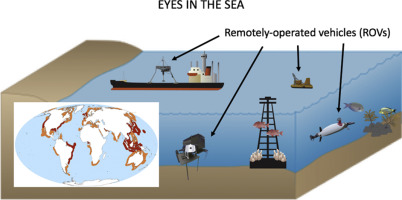 EYES IN THE SEA
Remotely-operated vehicles (ROVs)